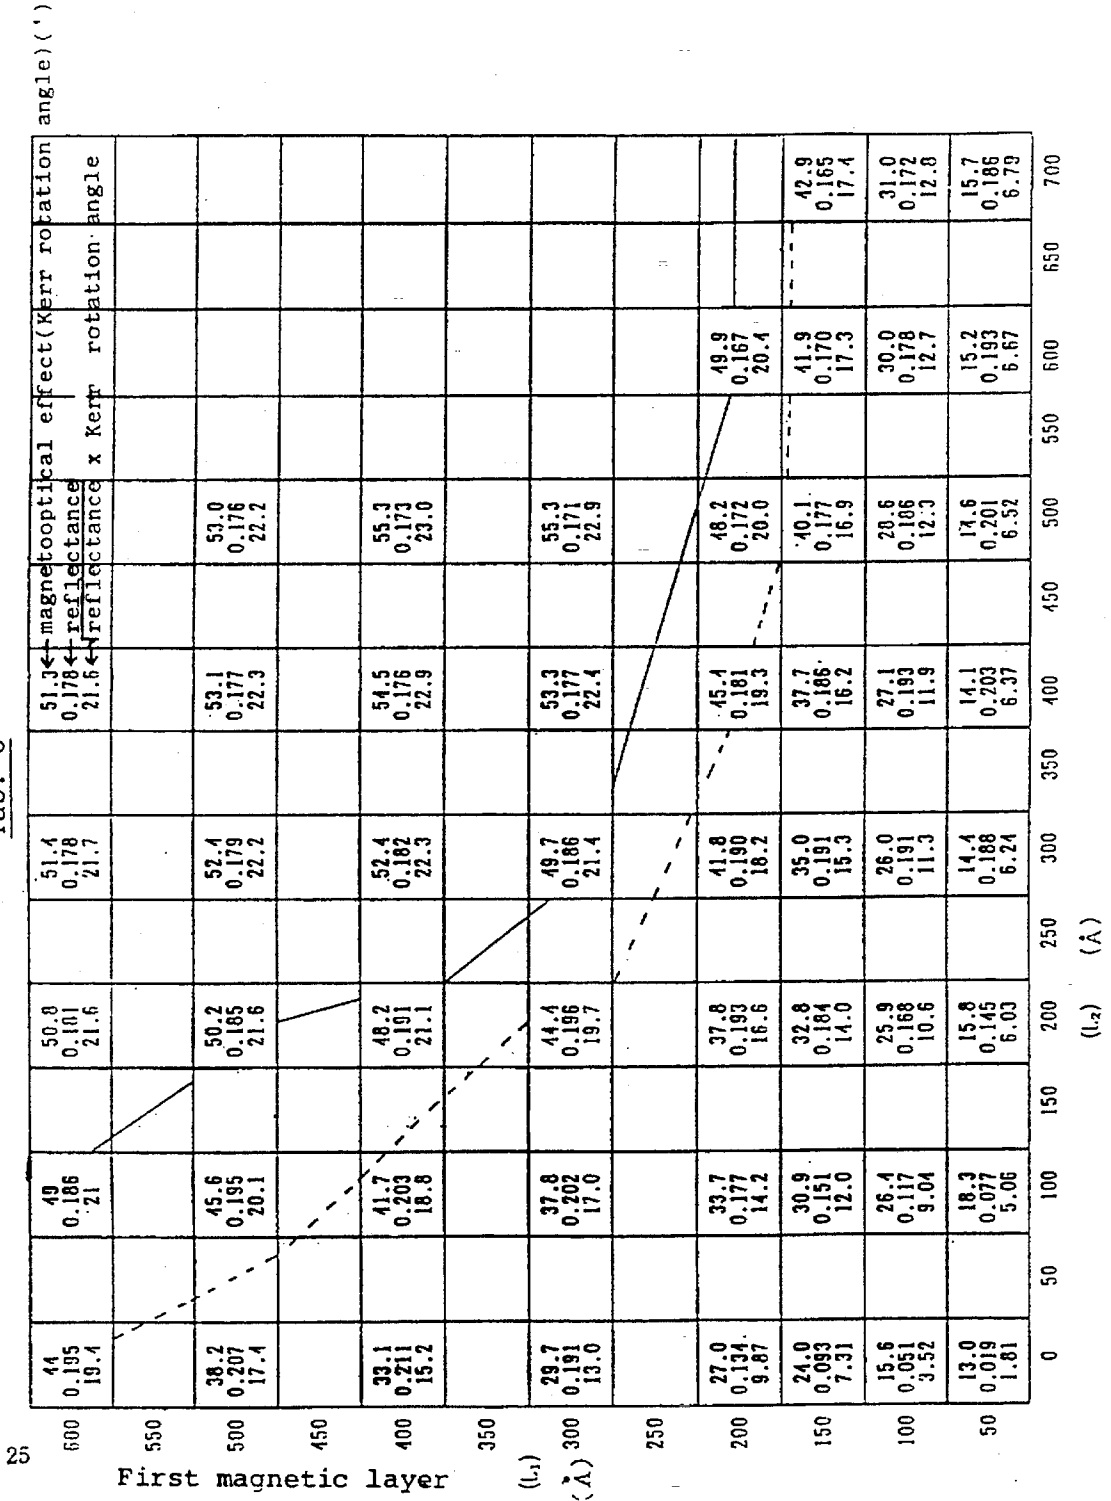 25
Tab. 6
51.3 ← magnetooptical effect(Kerr rotation angle)(')
0.178 ← reflectance
21.6 ← √reflectance x Kerr rotation angle
First magnetic layer (l₁) (Å)
600
44 49 50.8 51.4
0.195 0.186 0.181 0.178
19.4 21 21.6 21.7
550
500
38.2 45.6 50.2 52.4 53.1 53.0
0.207 0.195 0.185 0.179 0.177 0.176
17.4 20.1 21.6 22.2 22.3 22.2
450
400
33.1 41.7 48.2 52.4 54.5 55.3
0.211 0.203 0.191 0.182 0.176 0.173
15.2 18.8 21.1 22.3 22.9 23.0
350
300
29.7 37.8 44.4 49.7 53.3 55.3
0.191 0.202 0.196 0.186 0.177 0.171
13.0 17.0 19.7 21.4 22.4 22.9
250
200
27.0 33.7 37.8 41.8 45.4 48.2 49.9
0.134 0.177 0.193 0.190 0.181 0.172 0.167
9.87 14.2 16.6 18.2 19.3 20.0 20.4
150
24.0 30.9 32.8 35.0 37.7 40.1 41.9 42.9
0.093 0.151 0.184 0.191 0.186 0.177 0.170 0.165
7.31 12.0 14.0 15.3 16.2 16.9 17.3 17.4
100
15.6 26.4 25.9 26.0 27.1 28.6 30.0 31.0
0.051 0.117 0.168 0.191 0.193 0.186 0.178 0.172
3.52 9.04 10.6 11.3 11.9 12.3 12.7 12.8
50
13.0 18.3 15.8 14.4 14.1 14.6 15.2 15.7
0.019 0.077 0.145 0.188 0.203 0.201 0.193 0.186
1.81 5.06 6.03 6.24 6.37 6.52 6.67 6.79
0 50 100 150 200 250 300 350 400 450 500 550 600 650 700
(l₂) (Å)